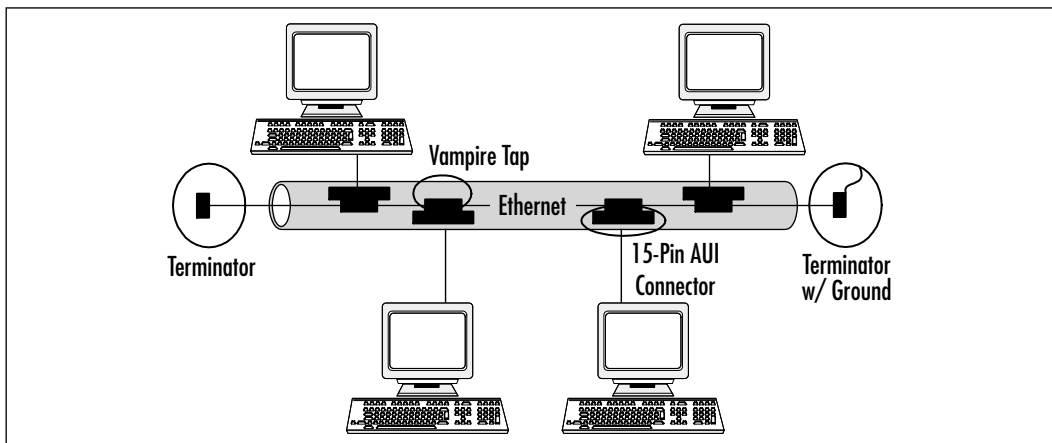 Vampire Tap
Ethernet
Terminator
15-Pin AUI
Connector
Terminator
w/ Ground